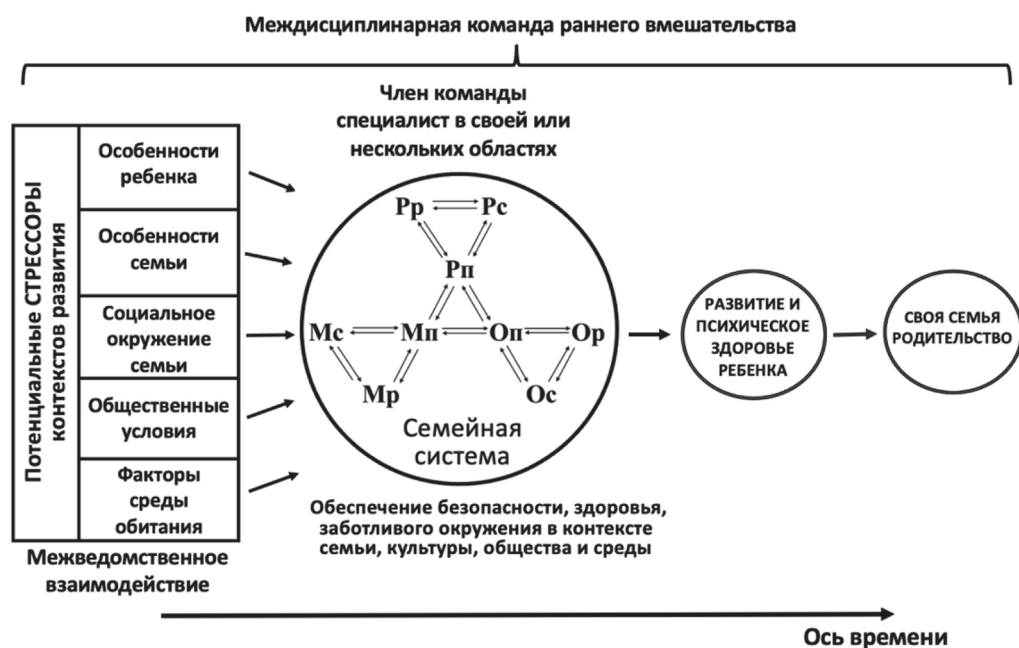 Междисциплинарная команда раннего вмешательства
Член команды
специалист в своей или
нескольких областях
Потенциальные СТРЕССОРЫ
контекстов развития
Особенности
ребенка
Особенности
семьи
Социальное
окружение
семьи
Общественные
условия
Факторы
среды
обитания
Межведомственное
взаимодействие
Рр Рс
Рп
Мс Мп Оп Ор
Мр Ос
Семейная
система
Обеспечение безопасности, здоровья,
заботливого окружения в контексте
семьи, культуры, общества и среды
РАЗВИТИЕ И
ПСИХИЧЕСКОЕ
ЗДОРОВЬЕ
РЕБЕНКА
СВОЯ СЕМЬЯ
РОДИТЕЛЬСТВО
Ось времени